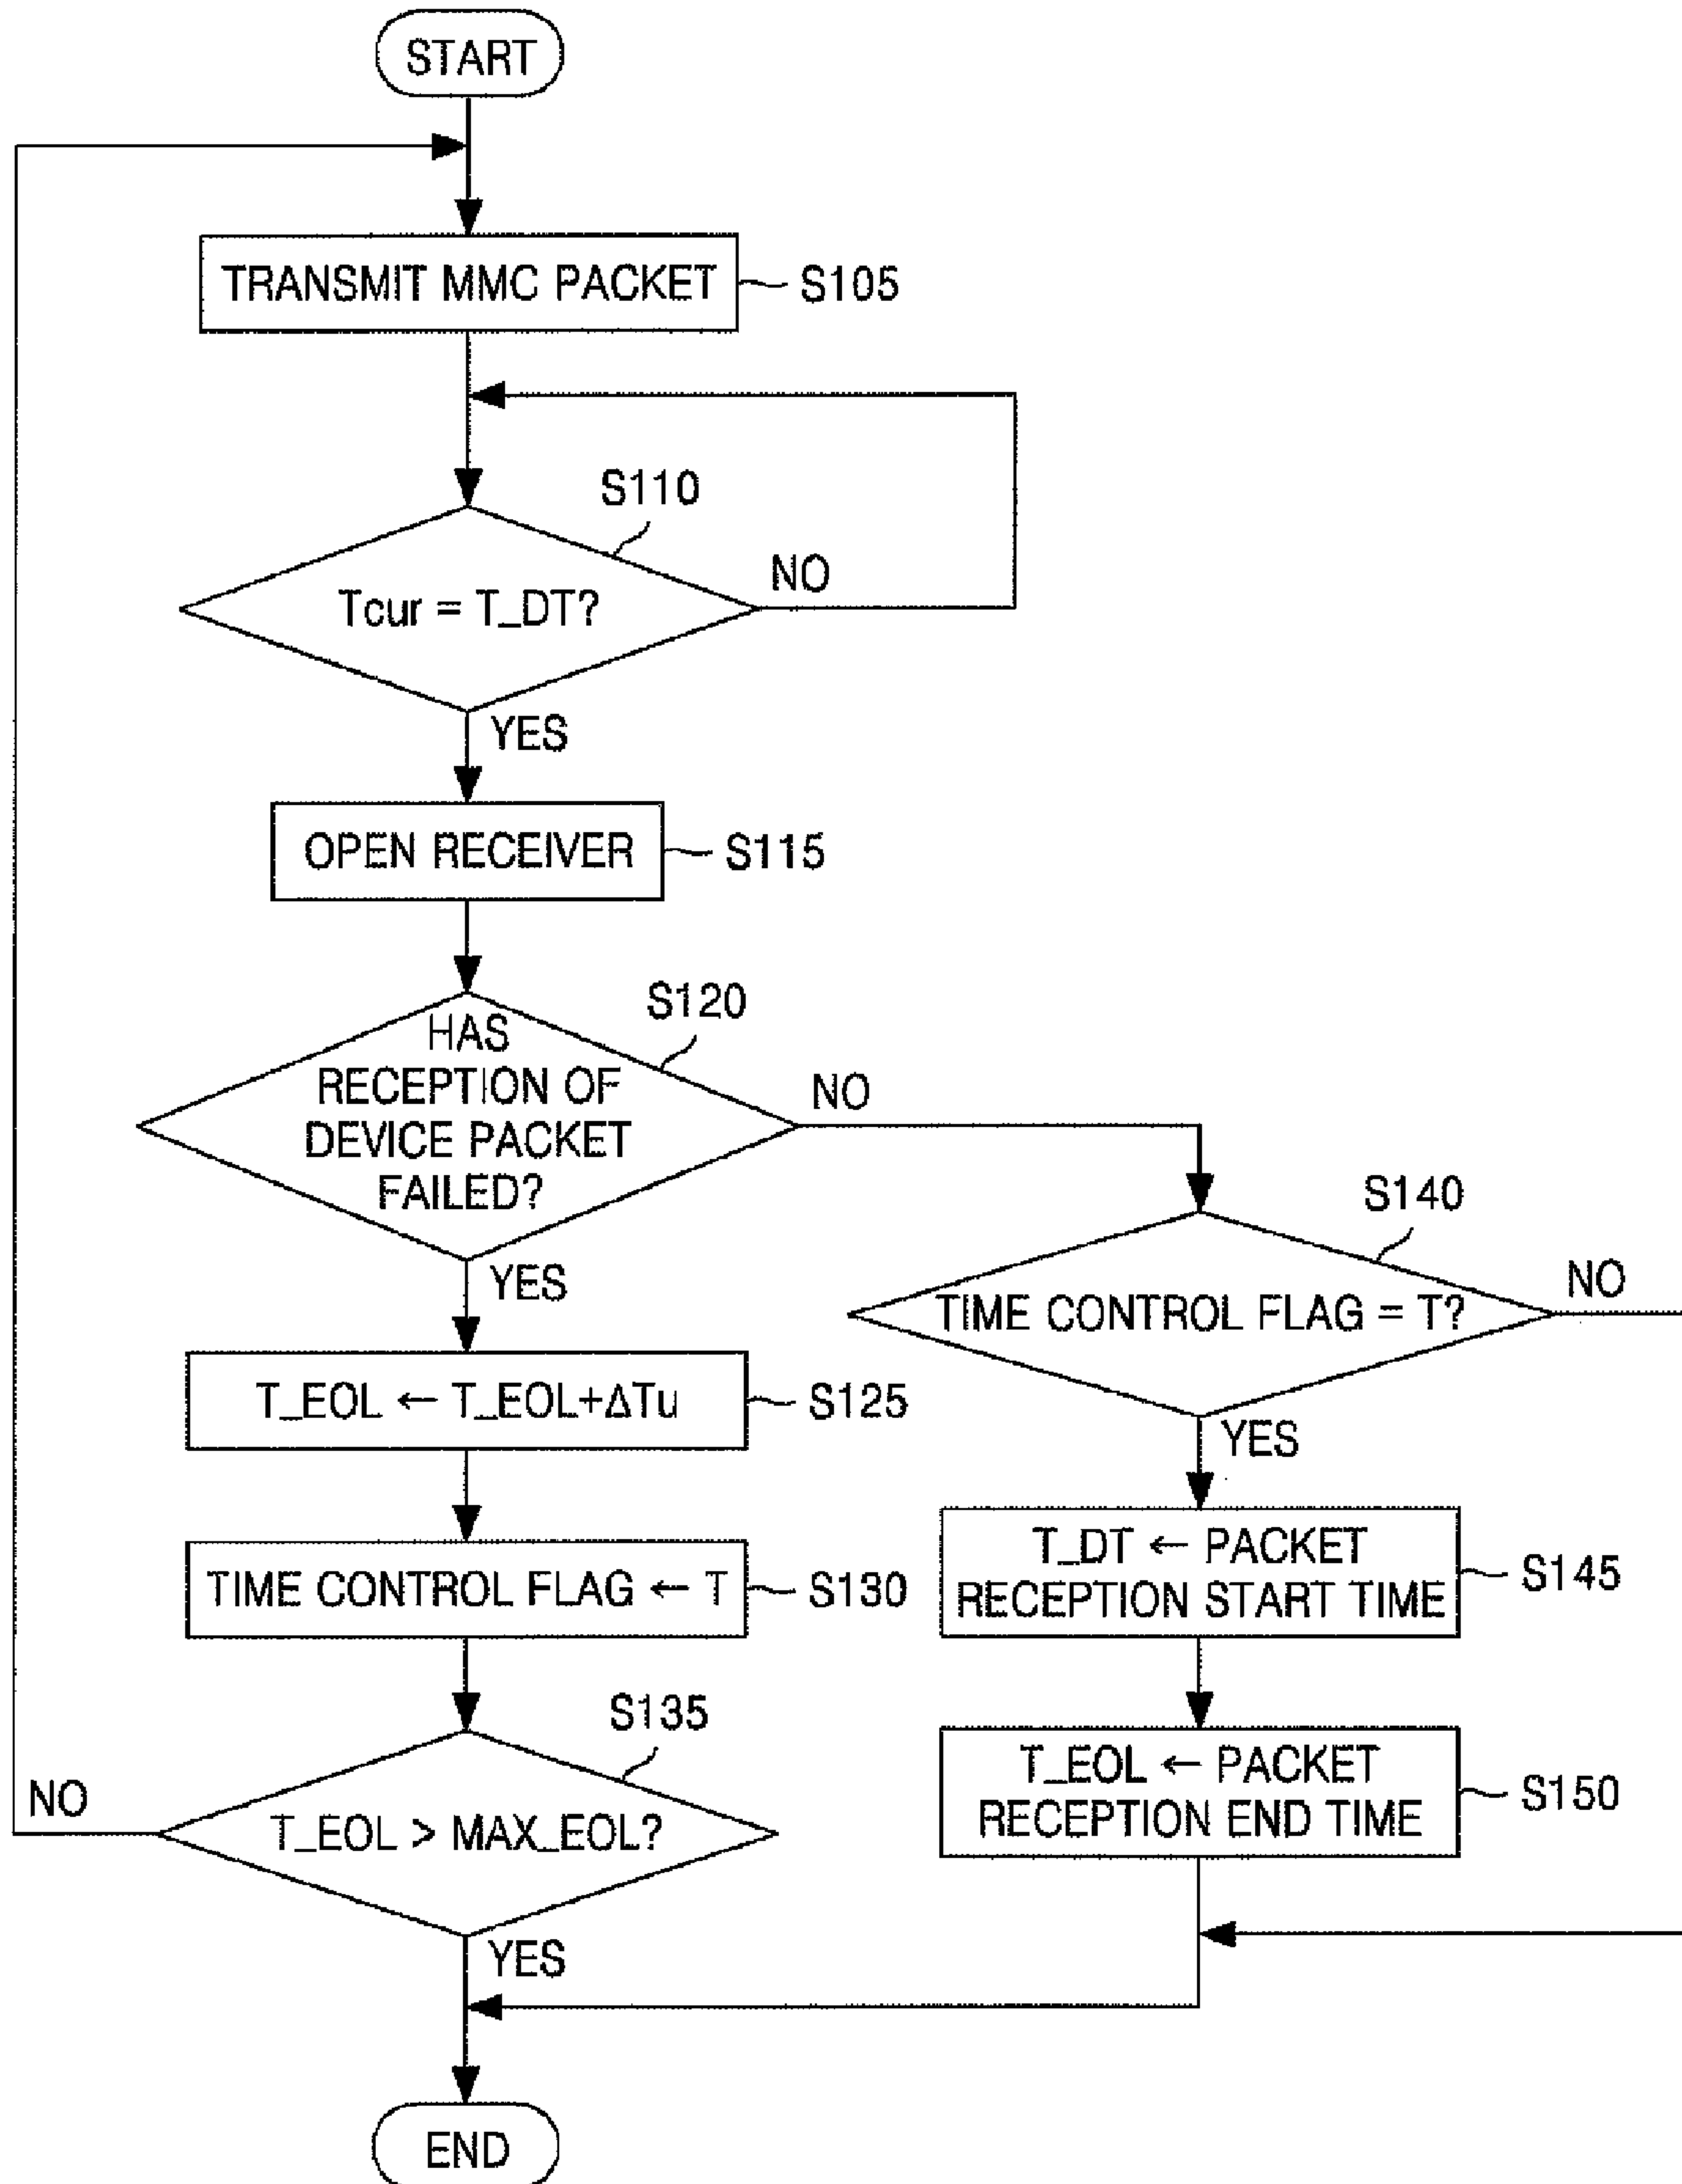 START
TRANSMIT MMC PACKET
S105
S110
Tcur = T_DT?
NO
YES
OPEN RECEIVER
S115
S120
HAS
RECEPTION OF
DEVICE PACKET
FAILED?
NO
YES
S140
TIME CONTROL FLAG = T?
NO
YES
T_EOL ← T_EOL+ΔTu
S125
TIME CONTROL FLAG ← T
S130
T_DT ← PACKET
RECEPTION START TIME
S145
S135
T_EOL > MAX_EOL?
NO
YES
T_EOL ← PACKET
RECEPTION END TIME
S150
END